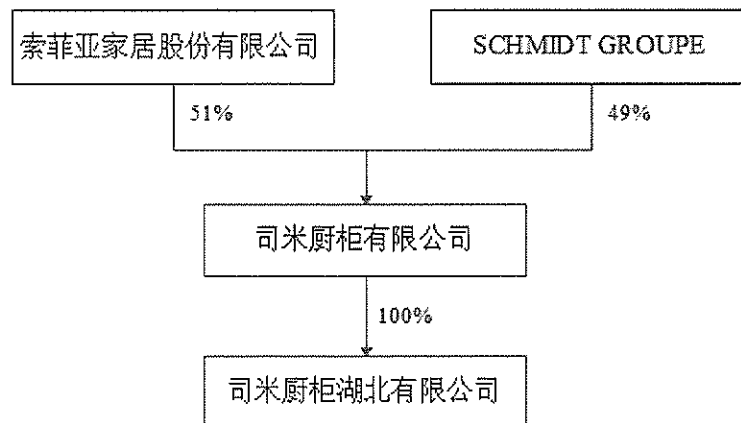 索菲亚家居股份有限公司
SCHMIDT GROUPE
51%
49%
司米厨柜有限公司
100%
司米厨柜湖北有限公司